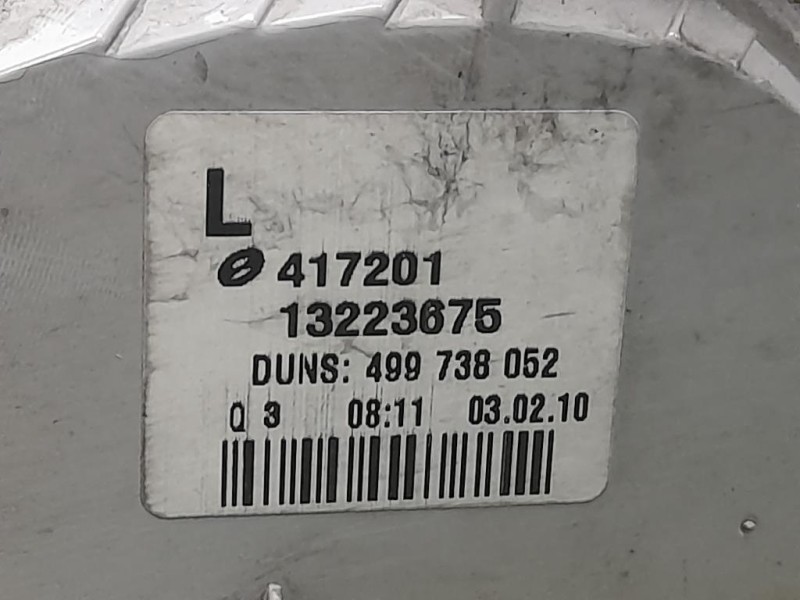 L
417201
13223675
DUNS: 499 738 052
Q 3 08:11 03.02.10